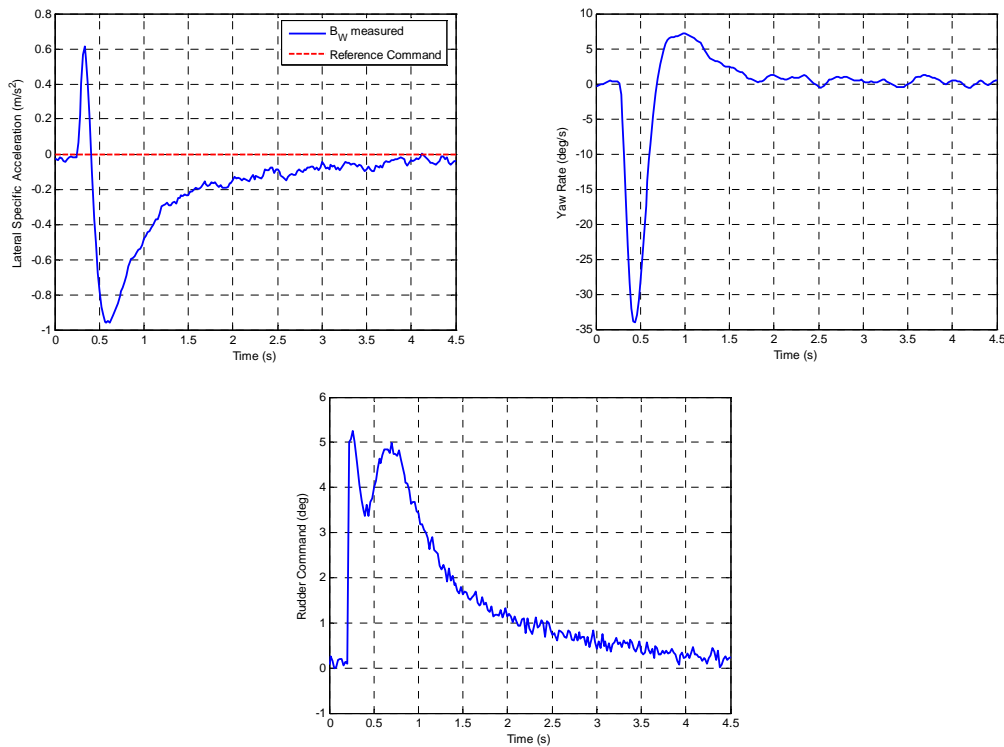 0.8
0.6
0.4
0.2
0
-0.2
-0.4
-0.6
-0.8
-1
Lateral Specific Acceleration (m/s²)
B_W measured
Reference Command
0 0.5 1 1.5 2 2.5 3 3.5 4 4.5
Time (s)
10
5
0
-5
-10
-15
-20
-25
-30
-35
Yaw Rate (deg/s)
0 0.5 1 1.5 2 2.5 3 3.5 4 4.5
Time (s)
6
5
4
3
2
1
0
-1
Rudder Command (deg)
0 0.5 1 1.5 2 2.5 3 3.5 4 4.5
Time (s)